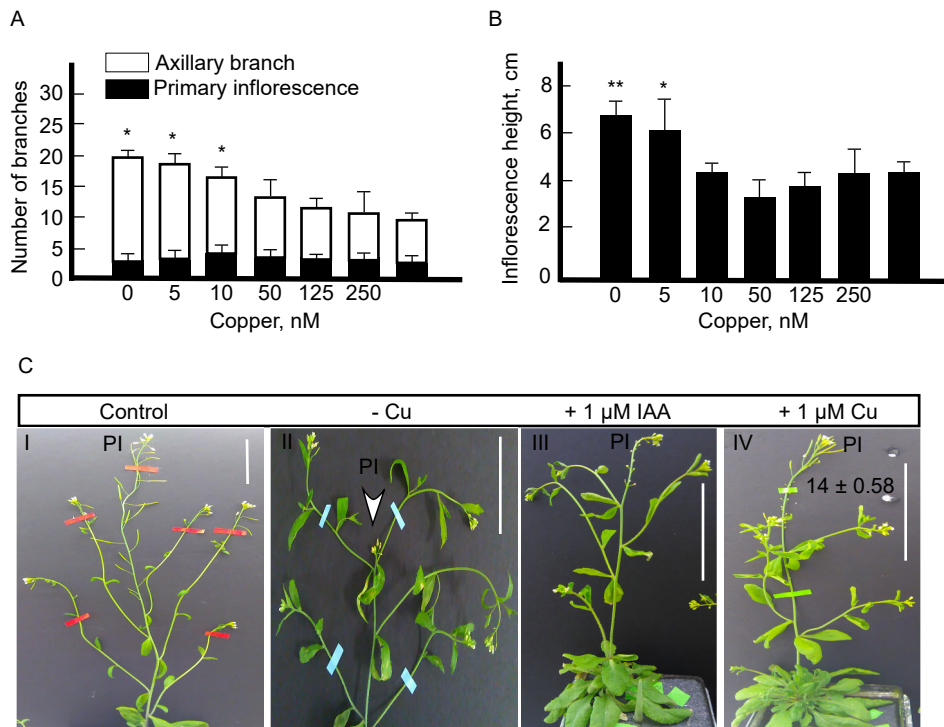 A
Axillary branch
Primary inflorescence
Number of branches
30
25
20
15
10
5
0
* * *
0 5 10 50 125 250
Copper, nM
B
Inflorescence height, cm
8
6
4
2
0
** *
0 5 10 50 125 250
Copper, nM
C
Control - Cu + 1 µM IAA + 1 µM Cu
I PI
II PI
III PI
IV PI
14 ± 0.58